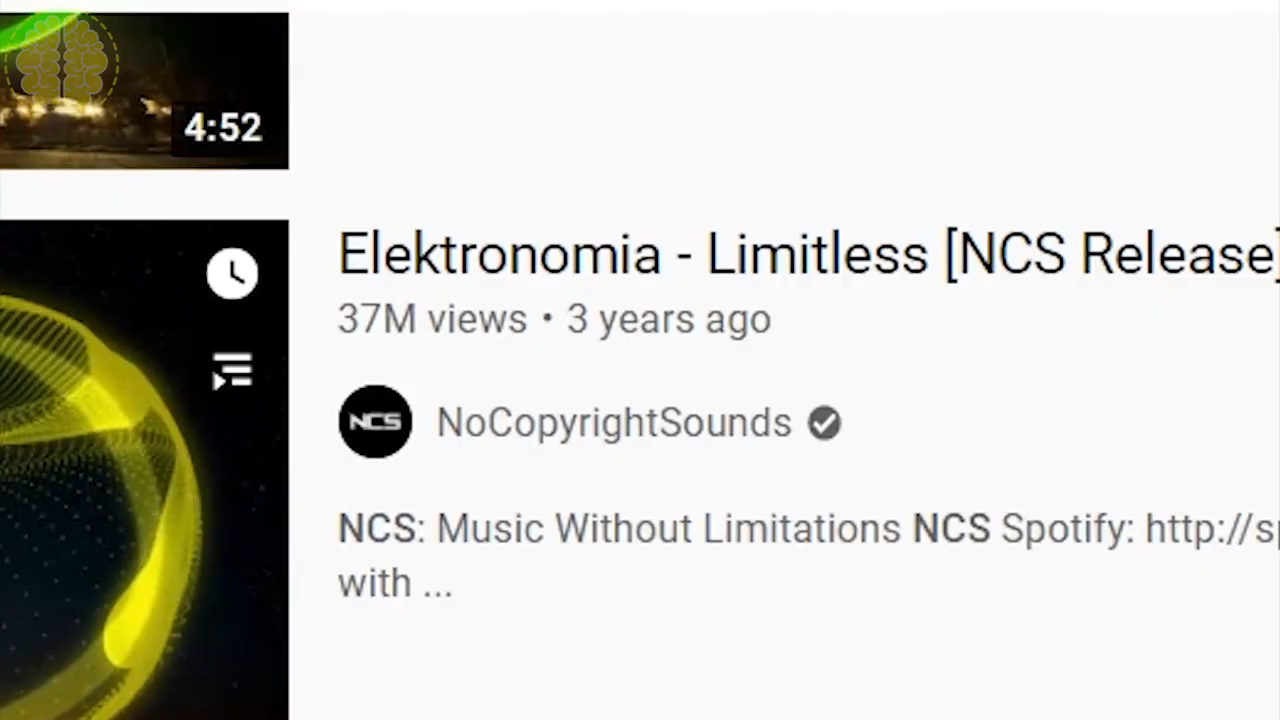 4:52
Elektronomia - Limitless [NCS Release]
37M views • 3 years ago
NCS
NoCopyrightSounds
NCS: Music Without Limitations NCS Spotify: http://s
with ...